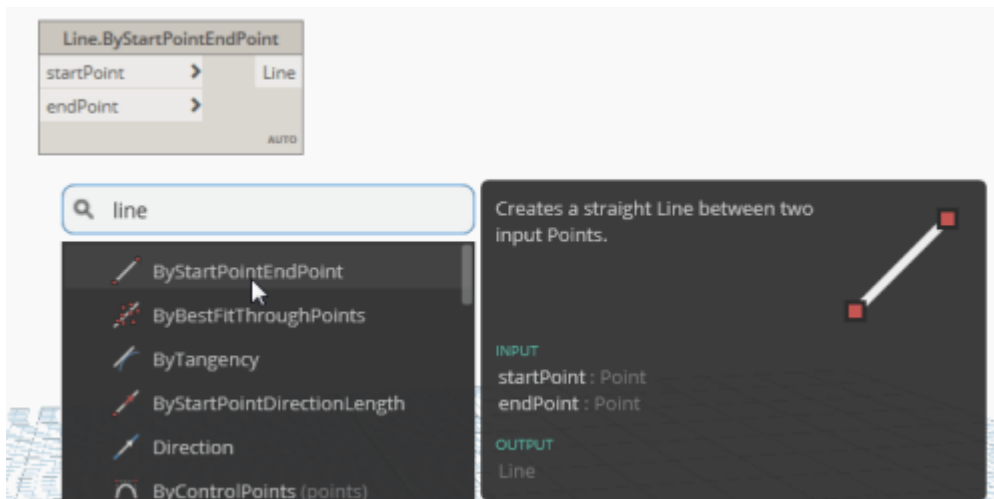 Line.ByStartPointEndPoint
startPoint > Line
endPoint >
AUTO
line
ByStartPointEndPoint
ByBestFitThroughPoints
ByTangency
ByStartPointDirectionLength
Direction
ByControlPoints (points)
Creates a straight Line between two
input Points.
INPUT
startPoint : Point
endPoint : Point
OUTPUT
Line